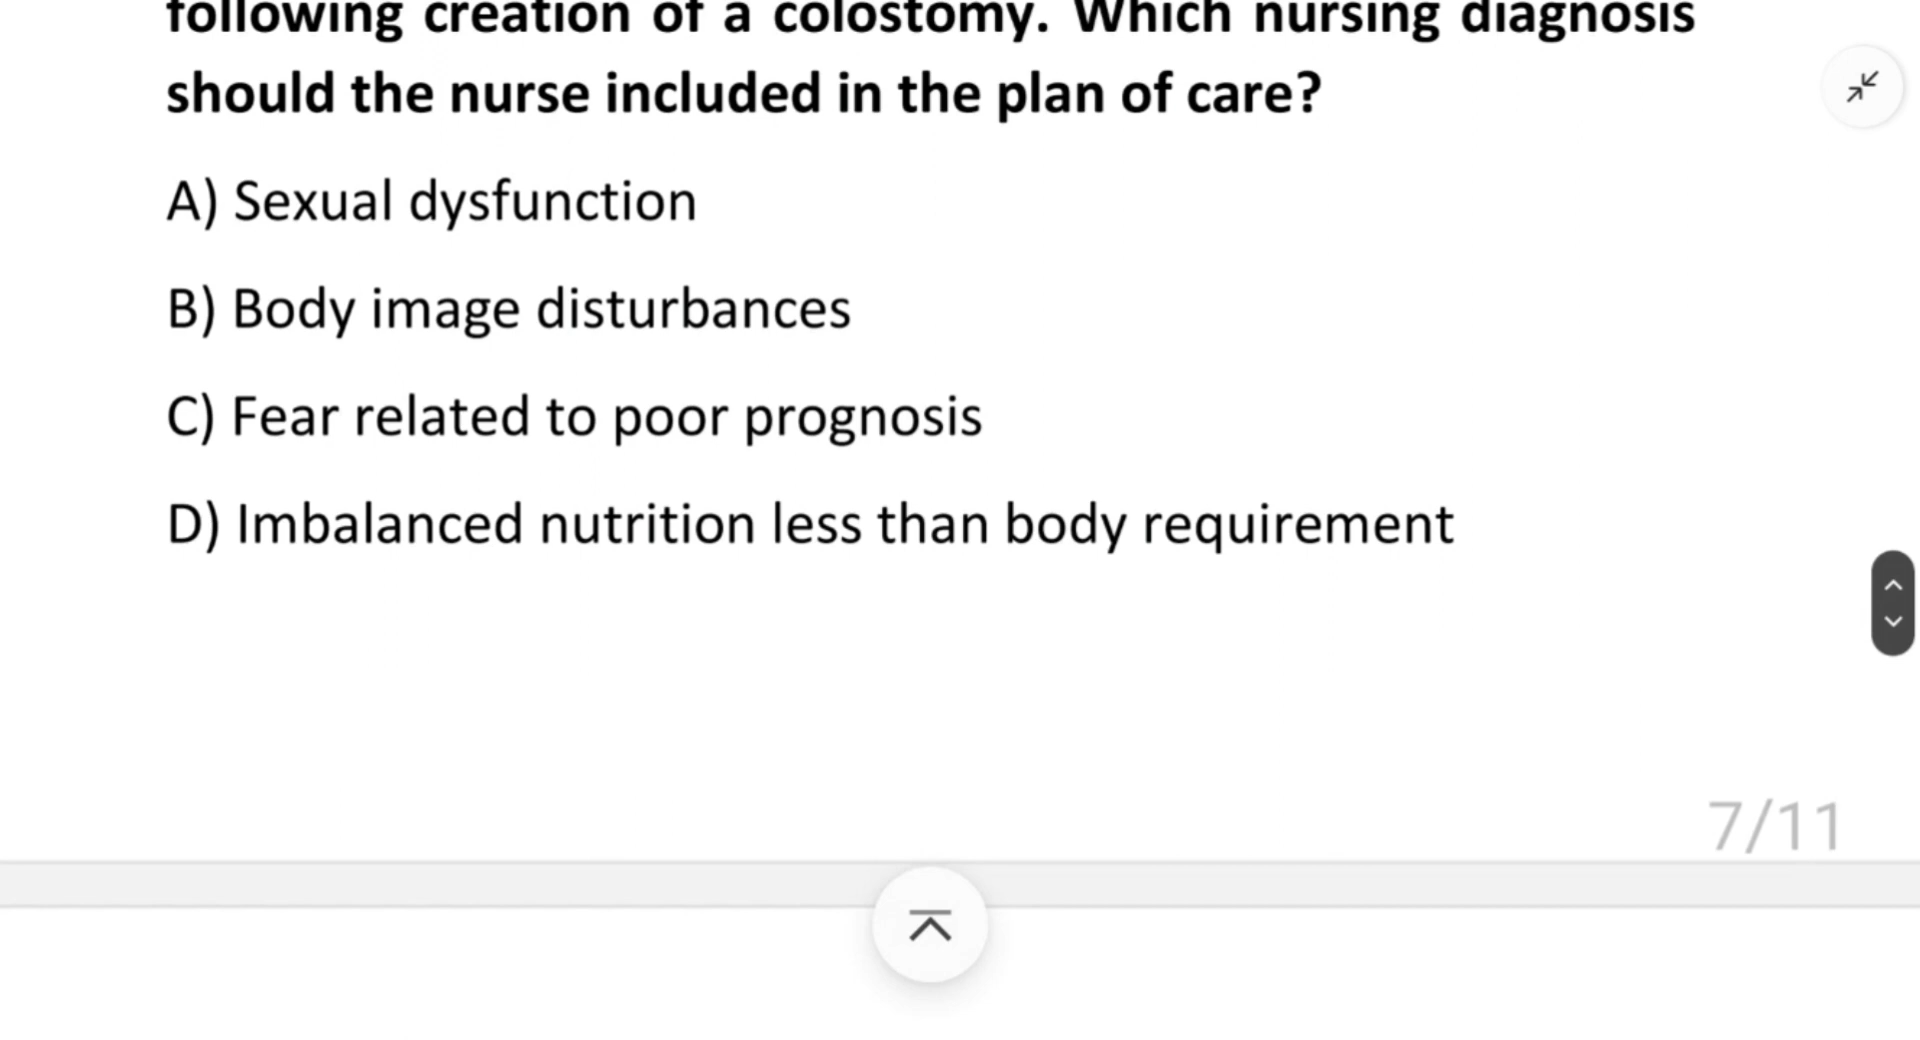 following creation of a colostomy. Which nursing diagnosis
should the nurse included in the plan of care?
A) Sexual dysfunction
B) Body image disturbances
C) Fear related to poor prognosis
D) Imbalanced nutrition less than body requirement
7/11